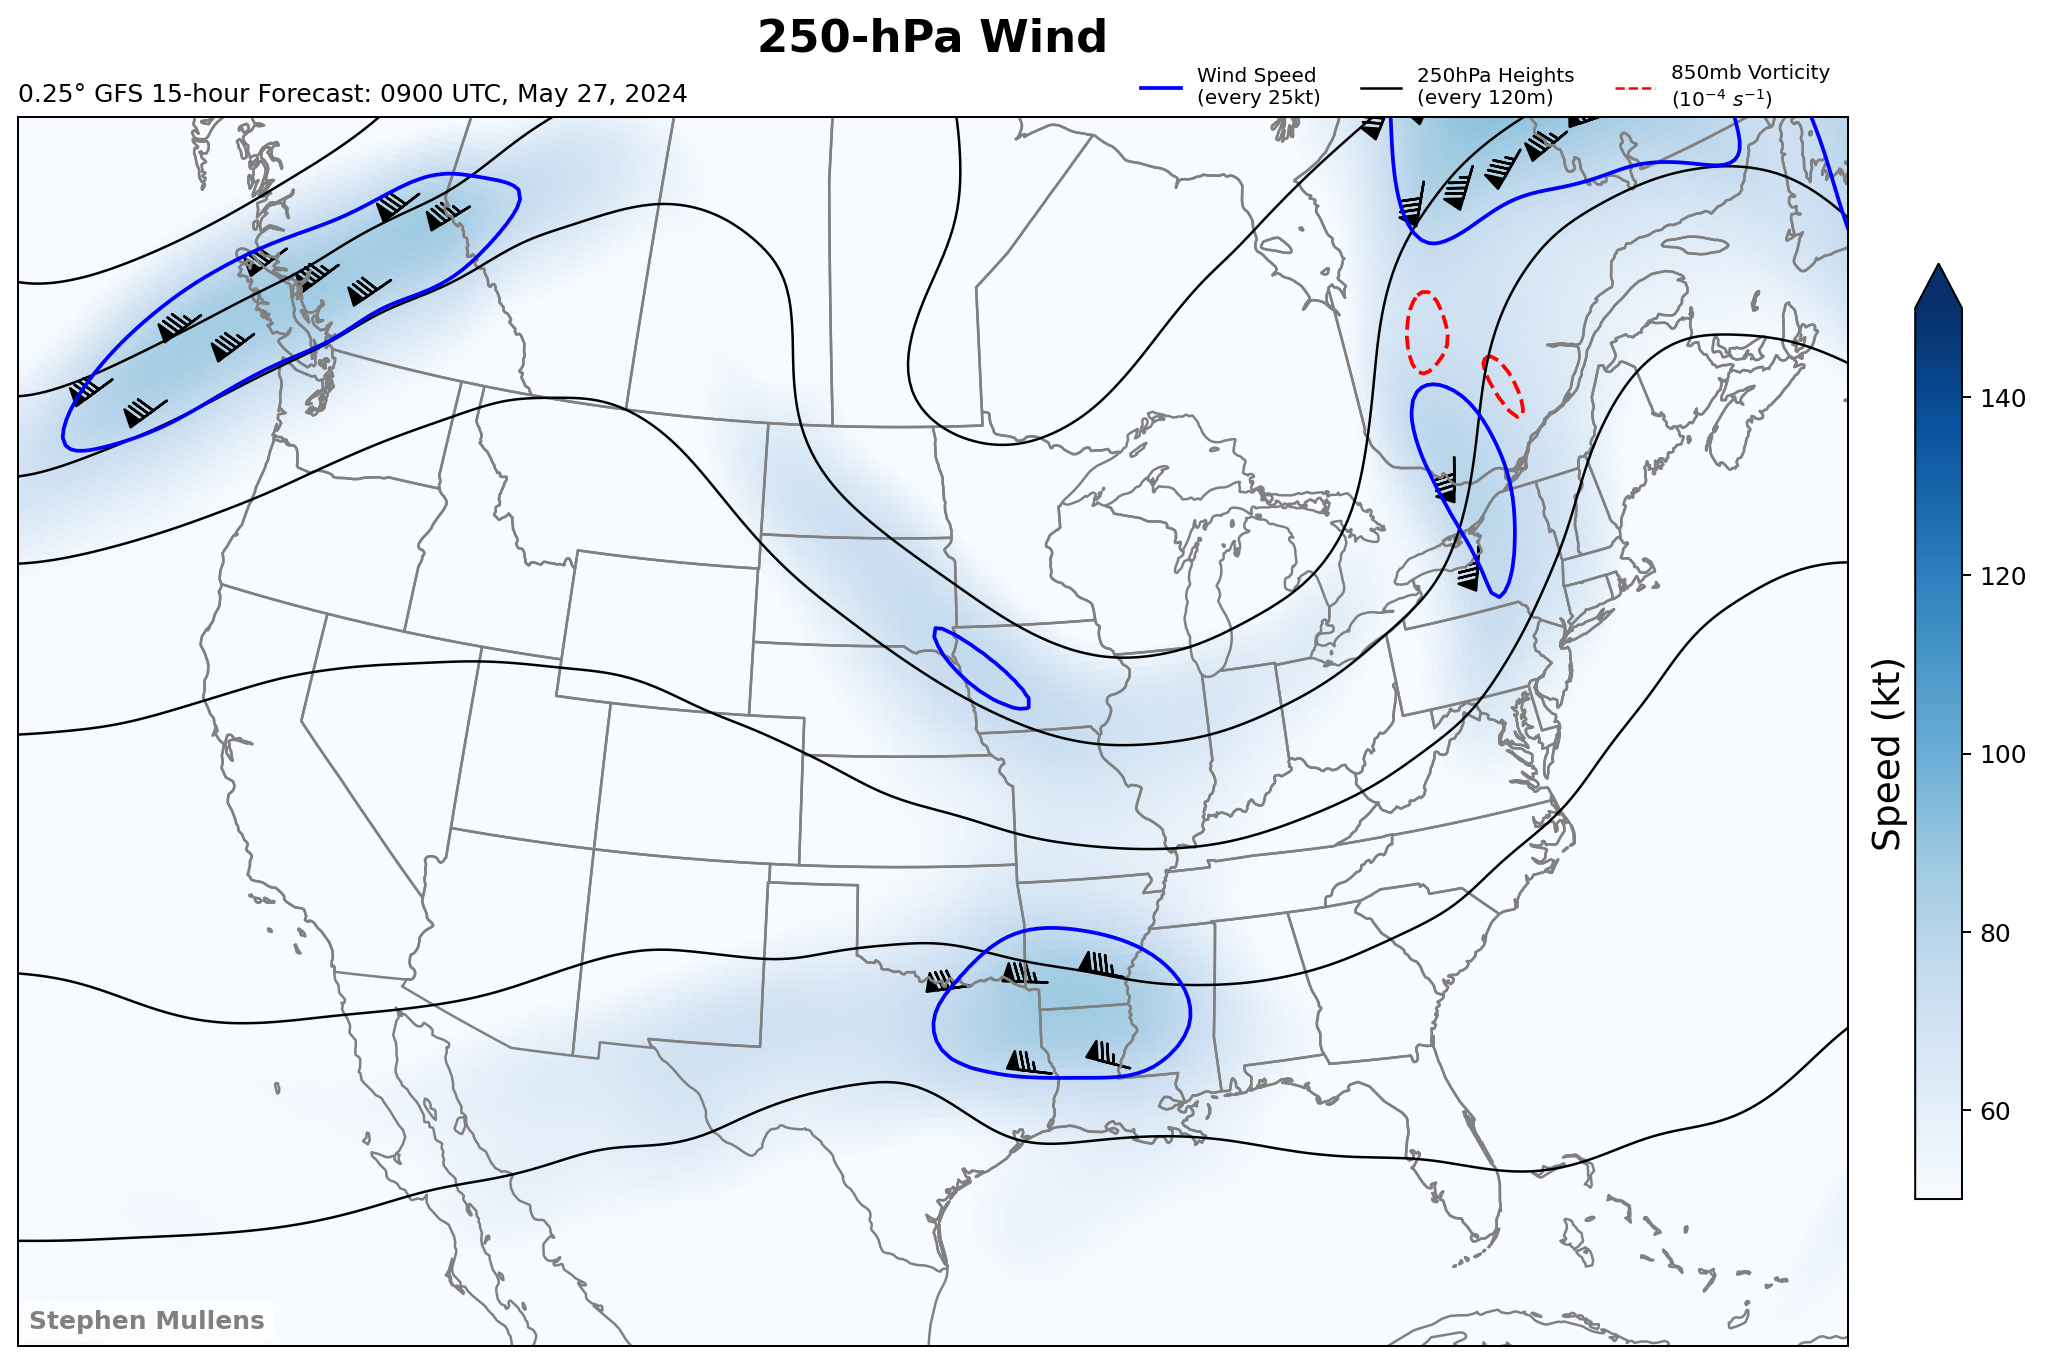 250-hPa Wind
0.25° GFS 15-hour Forecast: 0900 UTC, May 27, 2024
Wind Speed
(every 25kt)
250hPa Heights
(every 120m)
850mb Vorticity
(10⁻⁴ s⁻¹)
140
120
100
80
60
Speed (kt)
Stephen Mullens